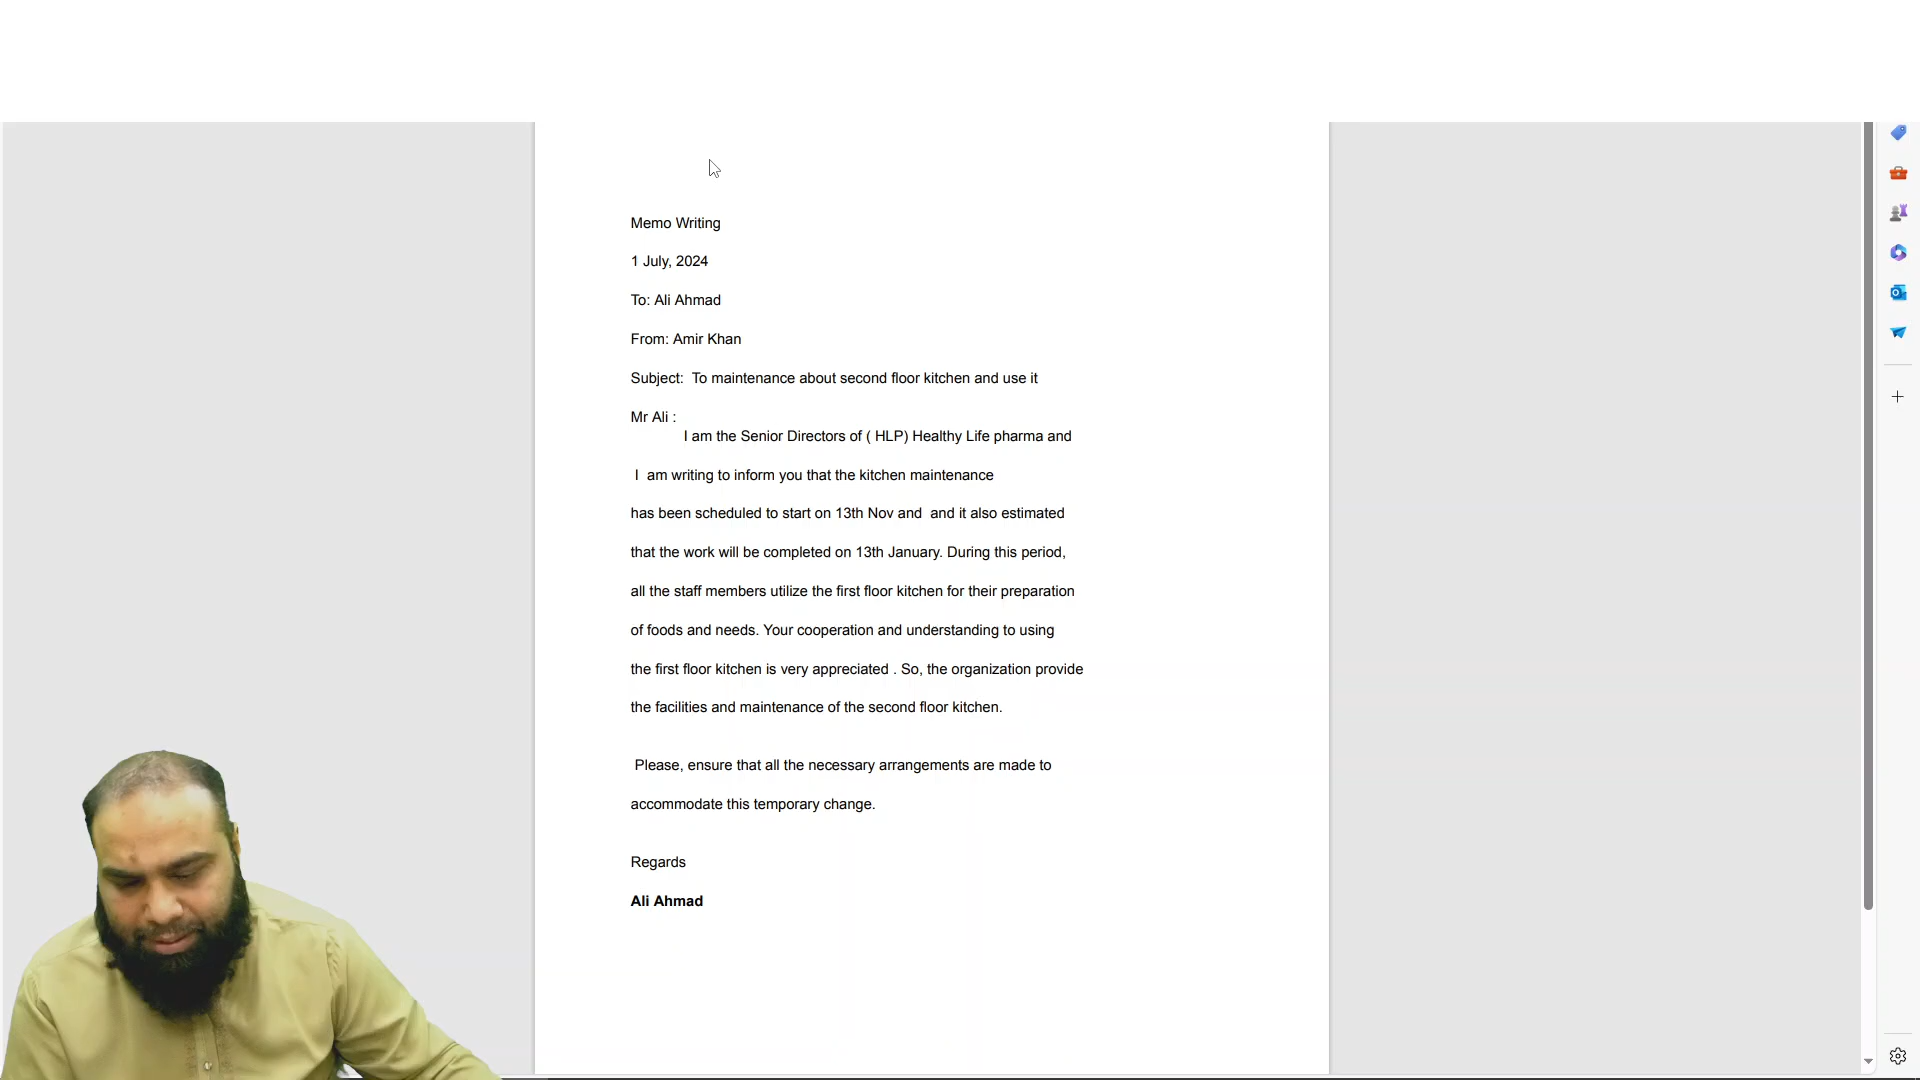 Memo Writing
1 July, 2024
To: Ali Ahmad
From: Amir Khan
Subject:  To maintenance about second floor kitchen and use it
Mr Ali :
I am the Senior Directors of ( HLP) Healthy Life pharma and
I  am writing to inform you that the kitchen maintenance
has been scheduled to start on 13th Nov and  and it also estimated
that the work will be completed on 13th January. During this period,
all the staff members utilize the first floor kitchen for their preparation
of foods and needs. Your cooperation and understanding to using
the first floor kitchen is very appreciated . So, the organization provide
the facilities and maintenance of the second floor kitchen.
Please, ensure that all the necessary arrangements are made to
accommodate this temporary change.
Regards
Ali Ahmad